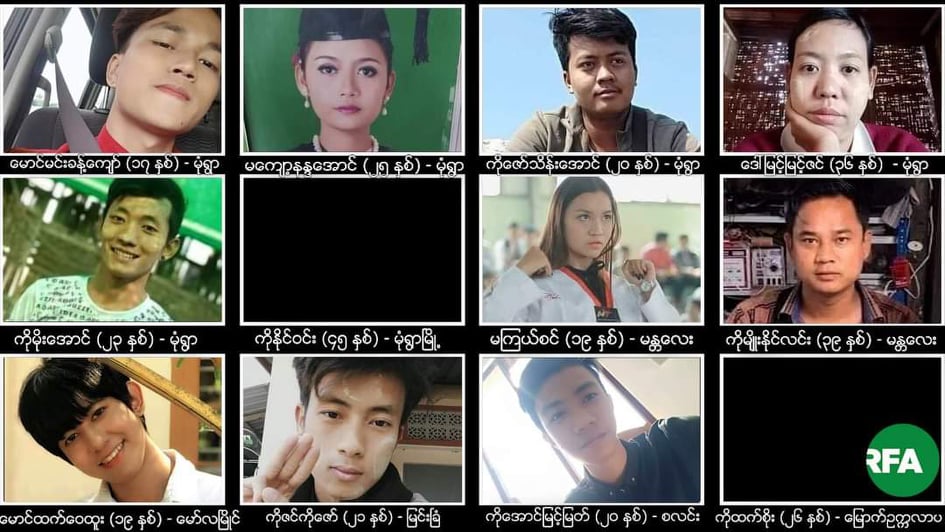 မောင်မင်းခန့်ကျော် (၁၇ နှစ်) - မုံရွာ
မကျော့နန္ဒအောင် (၂၅ နှစ်) - မုံရွာ
ကိုဇော်သိန်းအောင် (၂၀ နှစ်) - မုံရွာ
ဒေါ်မြင့်မြင့်ဇင် (၃၆ နှစ်) - မုံရွာ
ကိုမိုးအောင် (၂၃ နှစ်) - မုံရွာ
ကိုနိုင်ဝင်း (၄၅ နှစ်) - မုံရွာမြို့
မကြယ်စင် (၁၉ နှစ်) - မန္တလေး
ကိုမျိုးနိုင်လင်း (၃၉ နှစ်) - မန္တလေး
မောင်ထက်ဝေထူး (၁၉ နှစ်) - မော်လမြိုင်
ကိုဇင်ကိုဇော် (၂၁ နှစ်) - မြင်းခြံ
ကိုအောင်မြင့်မြတ် (၂၀ နှစ်) - စလင်း
ကိုထက်စိုး (၂၆ နှစ်) - မြောက်ဥက္ကလာပ
RFA